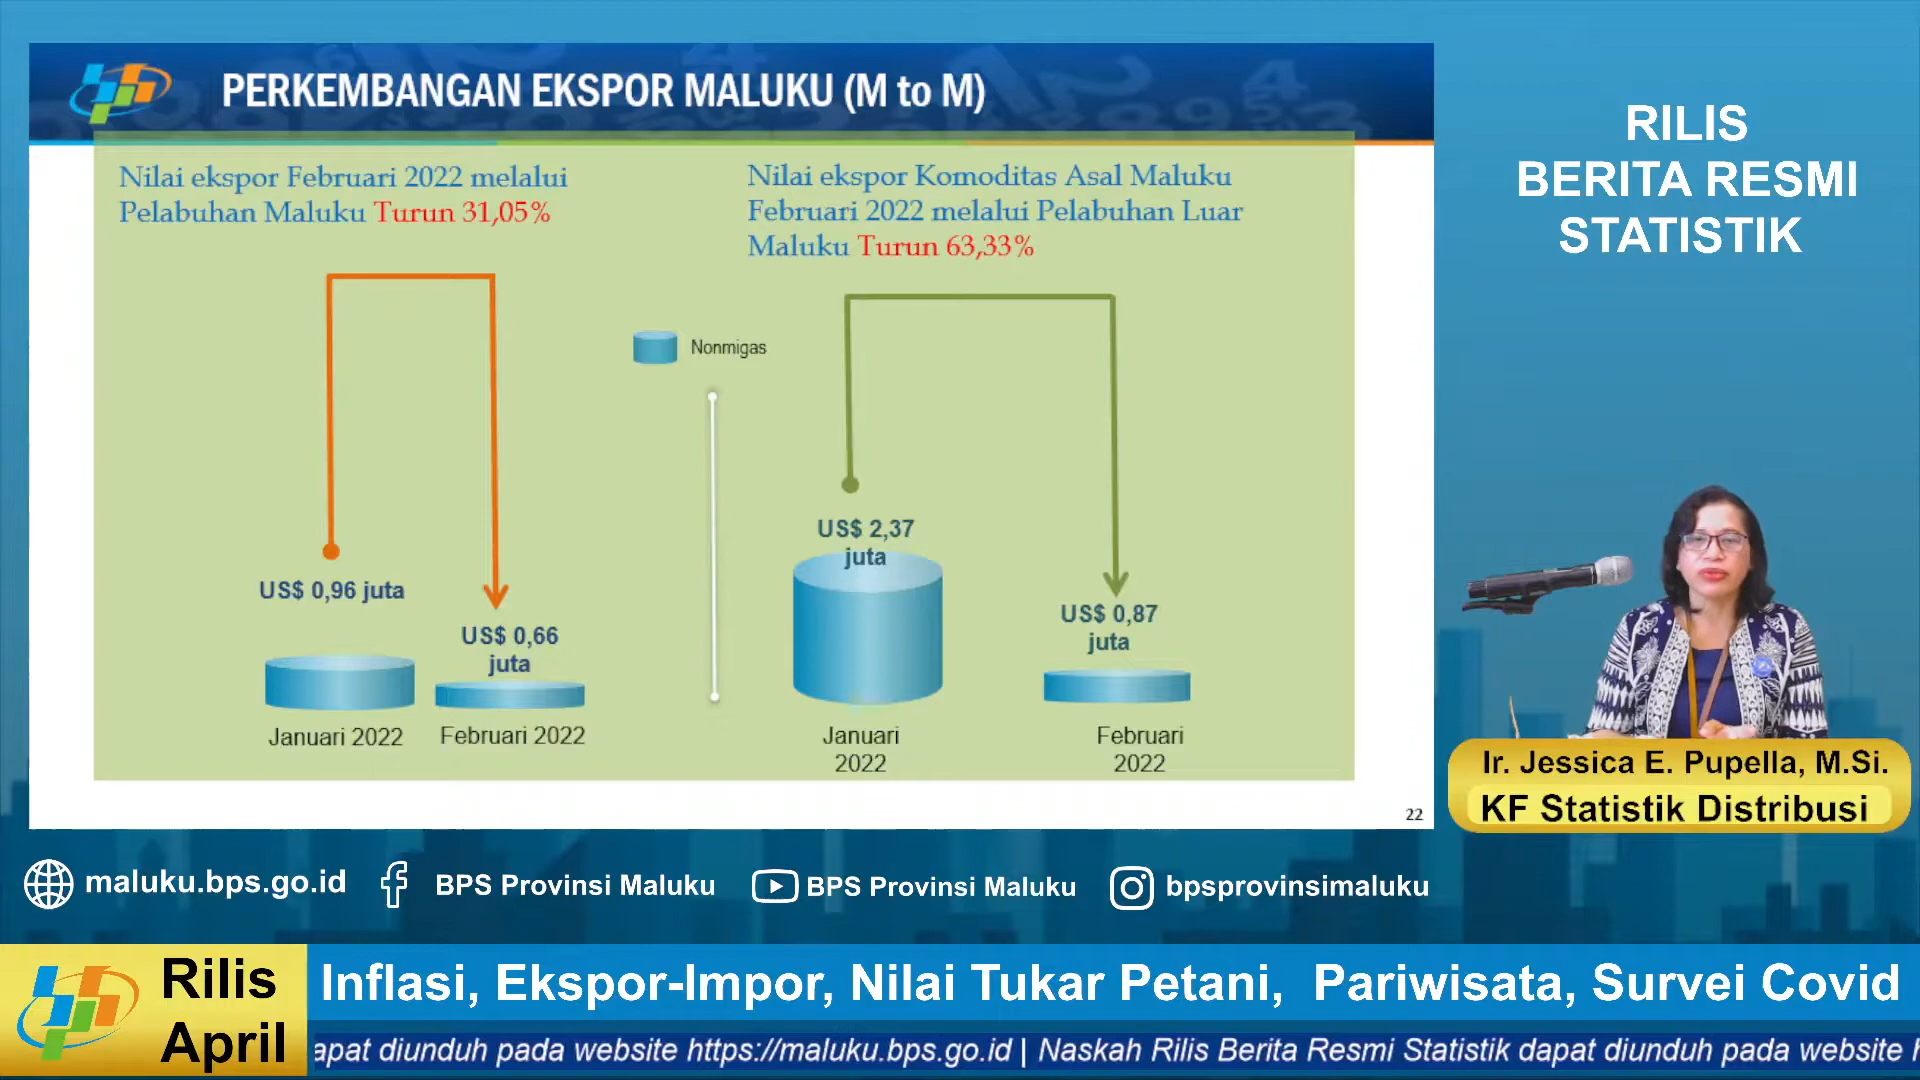 PERKEMBANGAN EKSPOR MALUKU (M to M)
Nilai ekspor Februari 2022 melalui
Pelabuhan Maluku Turun 31,05%
Nilai ekspor Komoditas Asal Maluku
Februari 2022 melalui Pelabuhan Luar
Maluku Turun 63,33%
Nonmigas
US$ 0,96 juta
US$ 0,66
juta
Januari 2022
Februari 2022
US$ 2,37
juta
US$ 0,87
juta
Januari
2022
Februari
2022
22
RILIS
BERITA RESMI
STATISTIK
Ir. Jessica E. Pupella, M.Si.
KF Statistik Distribusi
maluku.bps.go.id
BPS Provinsi Maluku
BPS Provinsi Maluku
bpsprovinsimaluku
Rilis
April
Inflasi, Ekspor-Impor, Nilai Tukar Petani, Pariwisata, Survei Covid
apat diunduh pada website https://maluku.bps.go.id | Naskah Rilis Berita Resmi Statistik dapat diunduh pada website